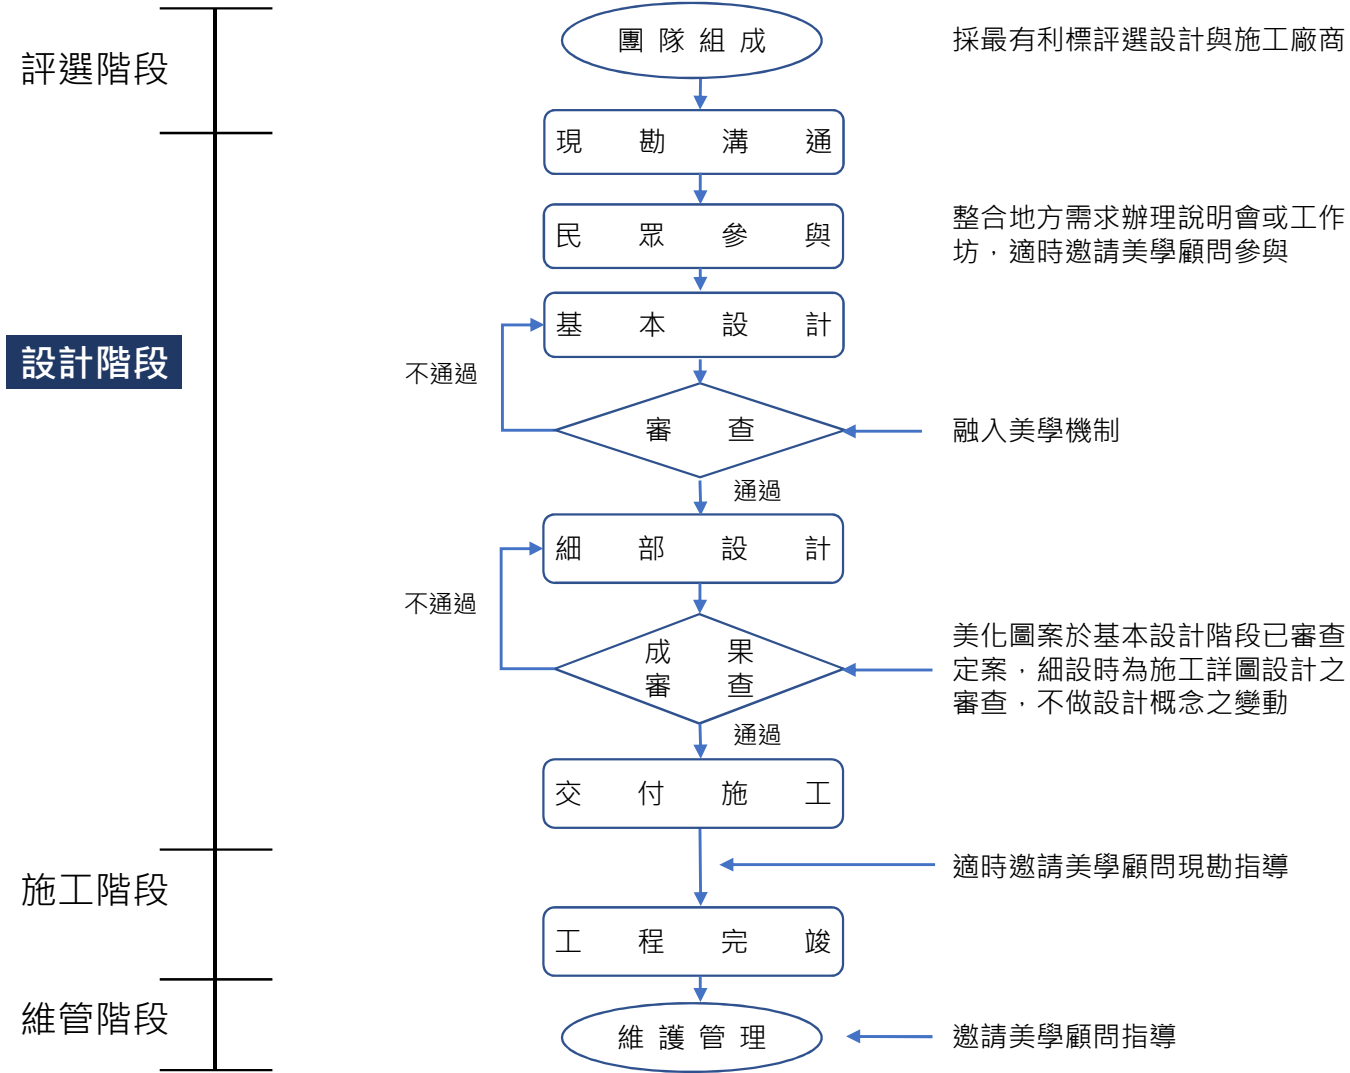 評選階段
團隊組成
採最有利標評選設計與施工廠商
現勘溝通
民眾參與
整合地方需求辦理說明會或工作
坊，適時邀請美學顧問參與
設計階段
基本設計
不通過
審查
融入美學機制
通過
細部設計
不通過
成果
審查
美化圖案於基本設計階段已審查
定案，細設時為施工詳圖設計之
審查，不做設計概念之變動
通過
交付施工
施工階段
適時邀請美學顧問現勘指導
工程完竣
維管階段
維護管理
邀請美學顧問指導